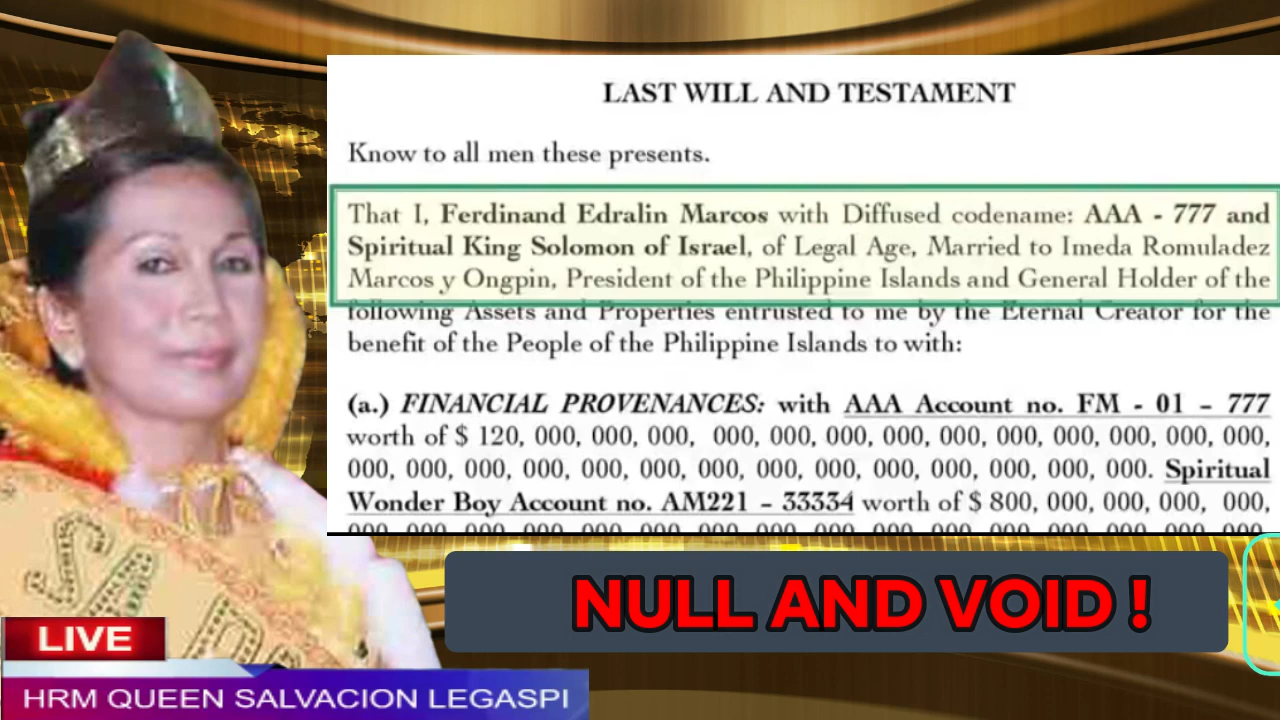 LAST WILL AND TESTAMENT
Know to all men these presents.
That I, Ferdinand Edralin Marcos with Diffused codename: AAA - 777 and
Spiritual King Solomon of Israel, of Legal Age, Married to Imeda Romuladez
Marcos y Ongpin, President of the Philippine Islands and General Holder of the
following Assets and Properties entrusted to me by the Eternal Creator for the
benefit of the People of the Philippine Islands to with:
(a.) FINANCIAL PROVENANCES: with AAA Account no. FM - 01 – 777
worth of $ 120, 000, 000, 000, 000, 000, 000, 000, 000, 000, 000, 000, 000, 000,
000, 000, 000, 000, 000, 000, 000, 000, 000, 000, 000, 000, 000, 000. Spiritual
Wonder Boy Account no. AM221 – 33334 worth of $ 800, 000, 000, 000, 000,
NULL AND VOID !
LIVE
HRM QUEEN SALVACION LEGASPI